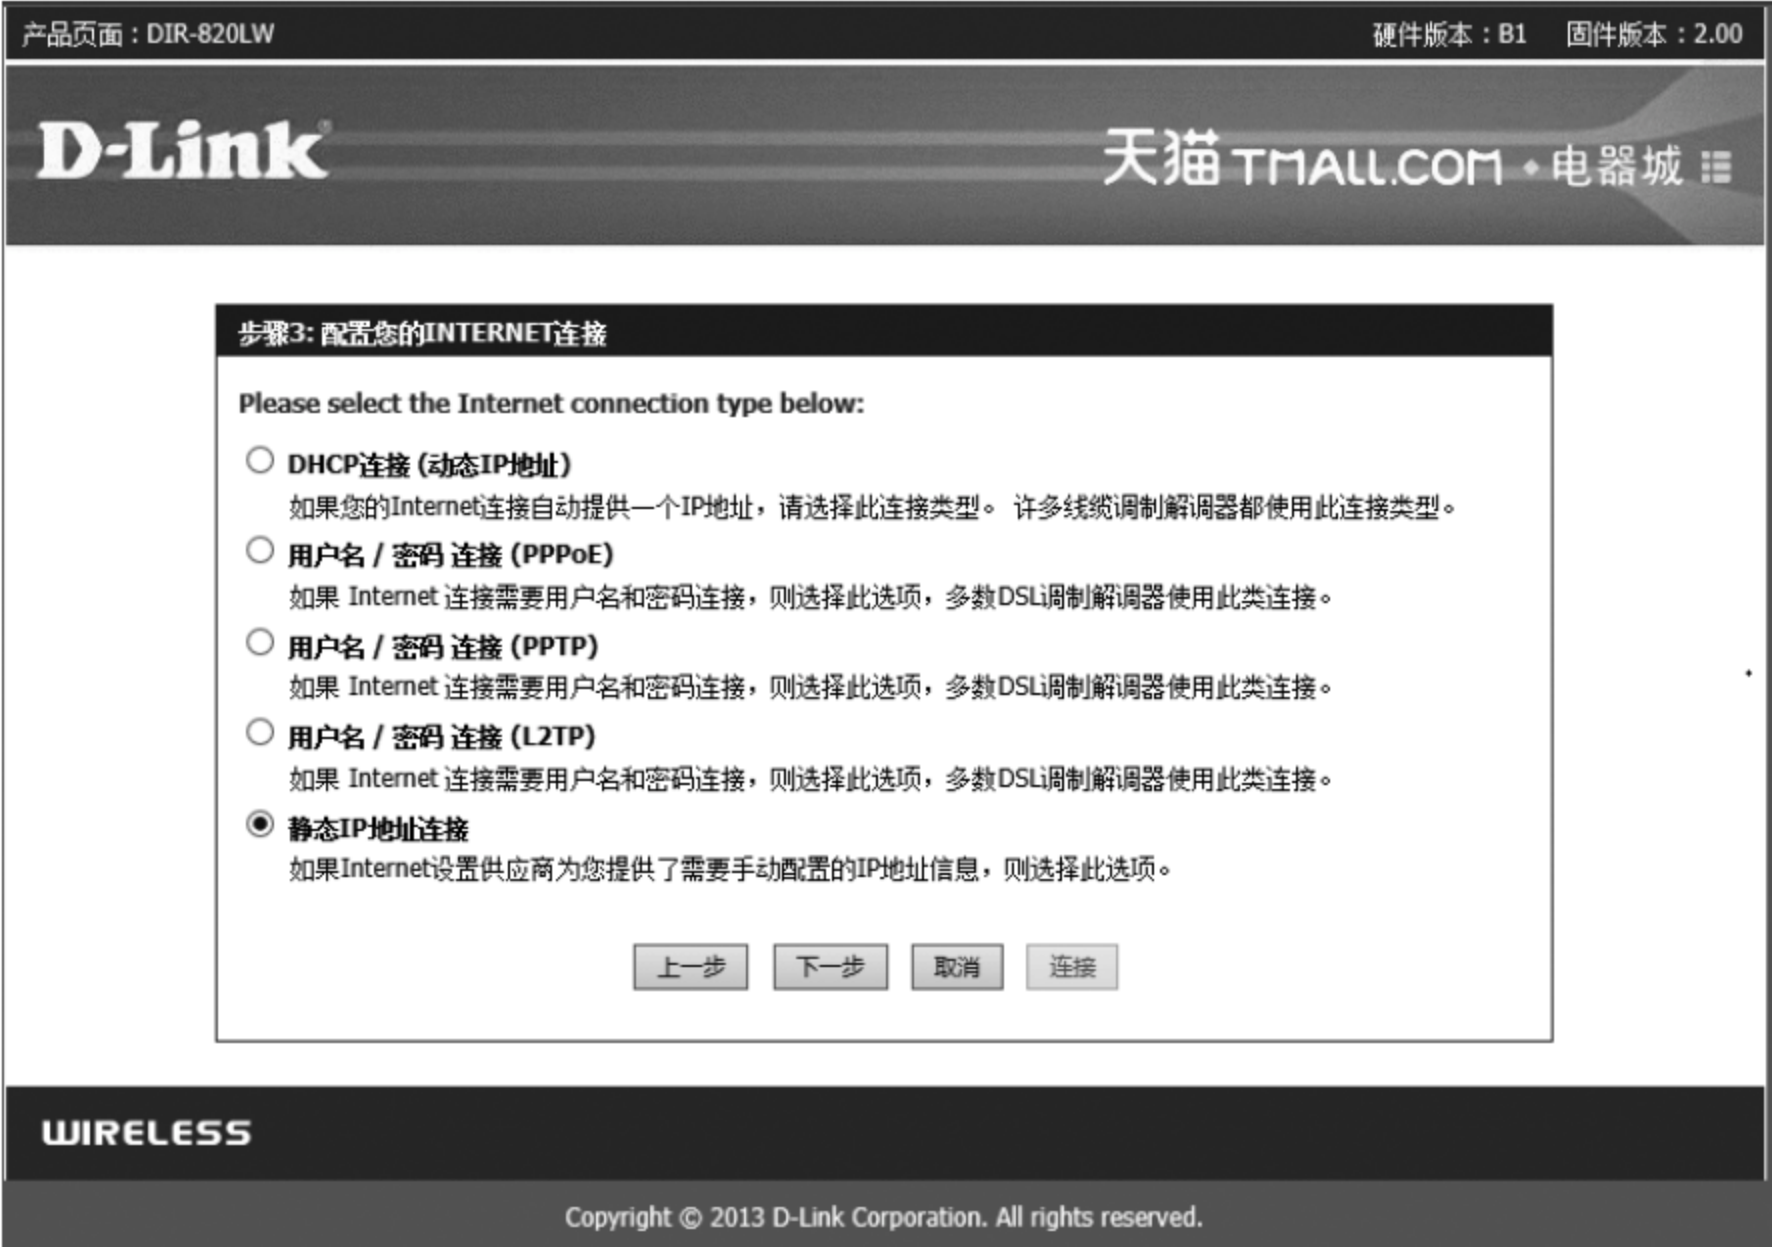 产品页面：DIR-820LW
硬件版本：B1 固件版本：2.00
D-Link
天猫 TMALL.COM 电器城
步骤3: 配置您的INTERNET连接
Please select the Internet connection type below:
DHCP连接 (动态IP地址)
如果您的Internet连接自动提供一个IP地址，请选择此连接类型。 许多线缆调制解调器都使用此连接类型。
用户名 / 密码 连接 (PPPoE)
如果 Internet 连接需要用户名和密码连接，则选择此选项，多数DSL调制解调器使用此类连接。
用户名 / 密码 连接 (PPTP)
如果 Internet 连接需要用户名和密码连接，则选择此选项，多数DSL调制解调器使用此类连接。
用户名 / 密码 连接 (L2TP)
如果 Internet 连接需要用户名和密码连接，则选择此选项，多数DSL调制解调器使用此类连接。
静态IP地址连接
如果Internet设置供应商为您提供了需要手动配置的IP地址信息，则选择此选项。
上一步 下一步 取消 连接
WIRELESS
Copyright © 2013 D-Link Corporation. All rights reserved.